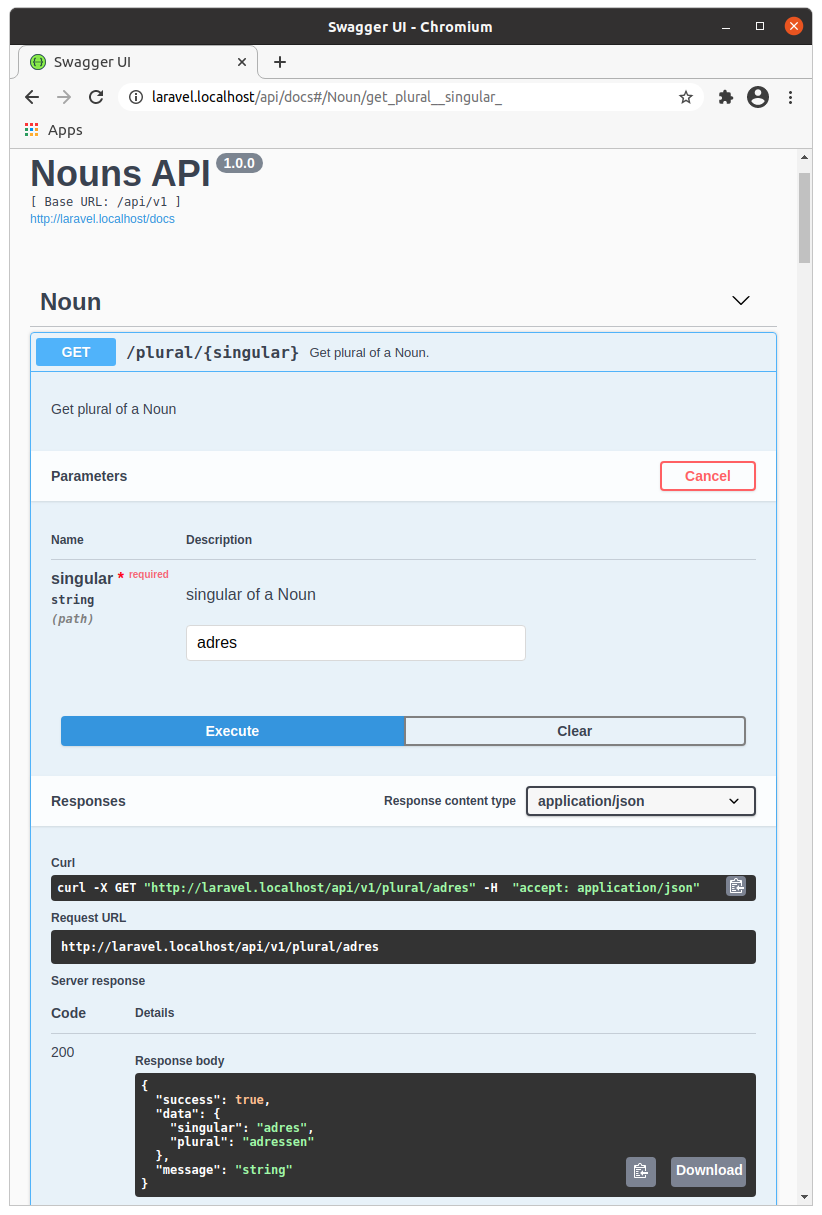 Swagger UI - Chromium
Swagger UI
laravel.localhost/api/docs#/Noun/get_plural__singular_
Apps
Nouns API 1.0.0
[ Base URL: /api/v1 ]
http://laravel.localhost/docs
Noun
GET /plural/{singular} Get plural of a Noun.
Get plural of a Noun
Parameters Cancel
Name Description
singular * required
string
(path)
singular of a Noun
adres
Execute Clear
Responses Response content type application/json
Curl
curl -X GET "http://laravel.localhost/api/v1/plural/adres" -H  "accept: application/json"
Request URL
http://laravel.localhost/api/v1/plural/adres
Server response
Code Details
200
Response body
{
  "success": true,
  "data": {
    "singular": "adres",
    "plural": "adressen"
  },
  "message": "string"
}
Download